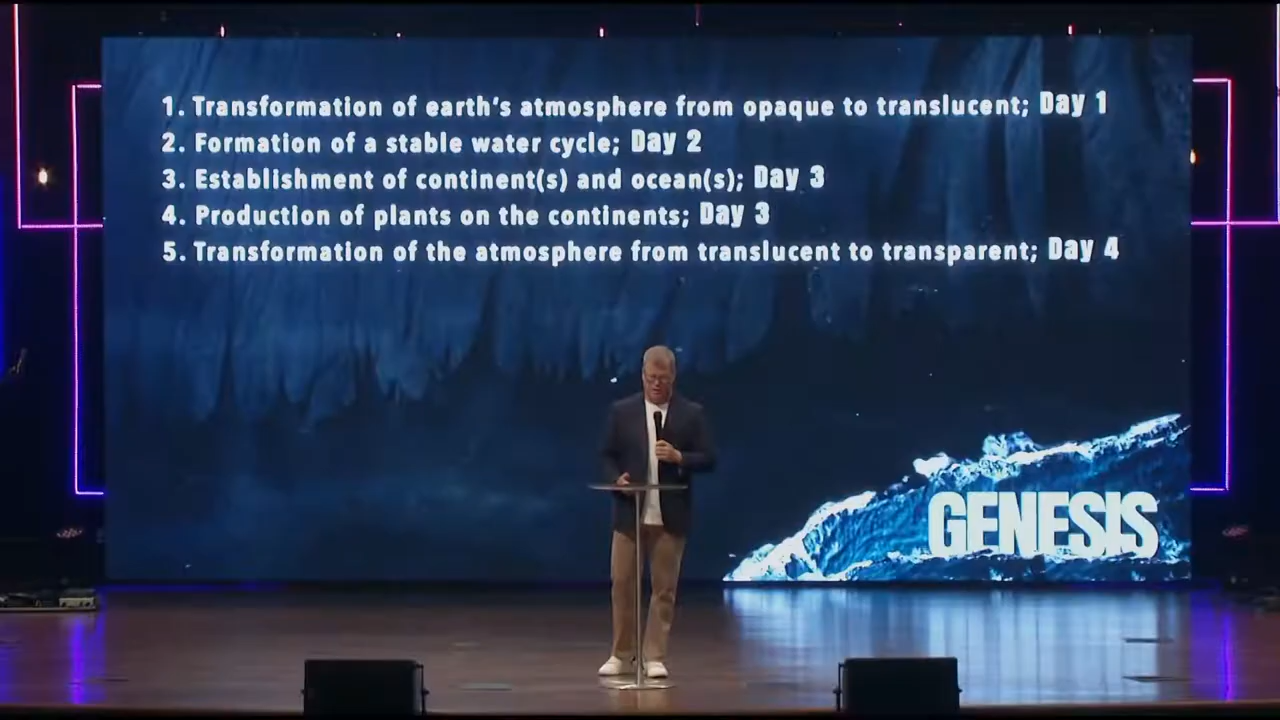 1. Transformation of earth's atmosphere from opaque to translucent; Day 1
2. Formation of a stable water cycle; Day 2
3. Establishment of continent(s) and ocean(s); Day 3
4. Production of plants on the continents; Day 3
5. Transformation of the atmosphere from translucent to transparent; Day 4
GENESIS